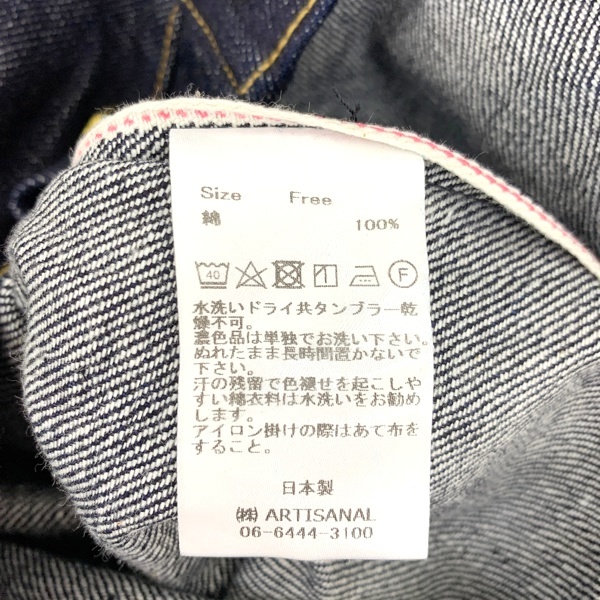 Size Free
綿 100%
40 F
水洗いドライ共タンブラー乾
燥不可。
濃色品は単独でお洗い下さい。
ぬれたまま長時間置かないで
下さい。
汗の残留で色褪せを起こしや
すい綿衣料は水洗いをお勧め
します。
アイロン掛けの際はあて布を
すること。
日本製
㈱ ARTISANAL
06-6444-3100